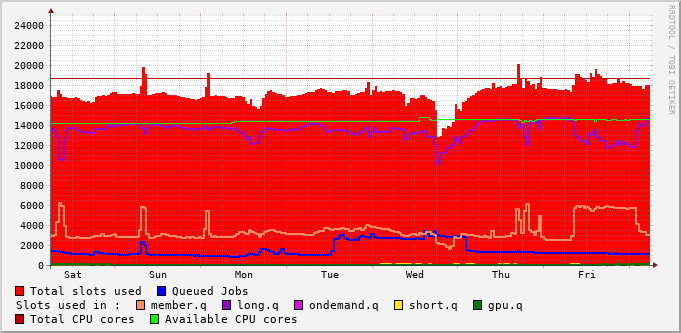 RRDTOOL / TOBI OETIKER
24000
22000
20000
18000
16000
14000
12000
10000
8000
6000
4000
2000
0
Sat Sun Mon Tue Wed Thu Fri
Total slots used Queued Jobs
Slots used in : member.q long.q ondemand.q short.q gpu.q
Total CPU cores Available CPU cores